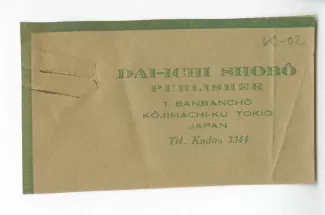 K-02
DAI-ICHI SHOBÔ
PUBLISHER
1. SANBANCHÔ
KÔJIMACHI-KU TOKIO
JAPAN
Tel. Kudan 3344